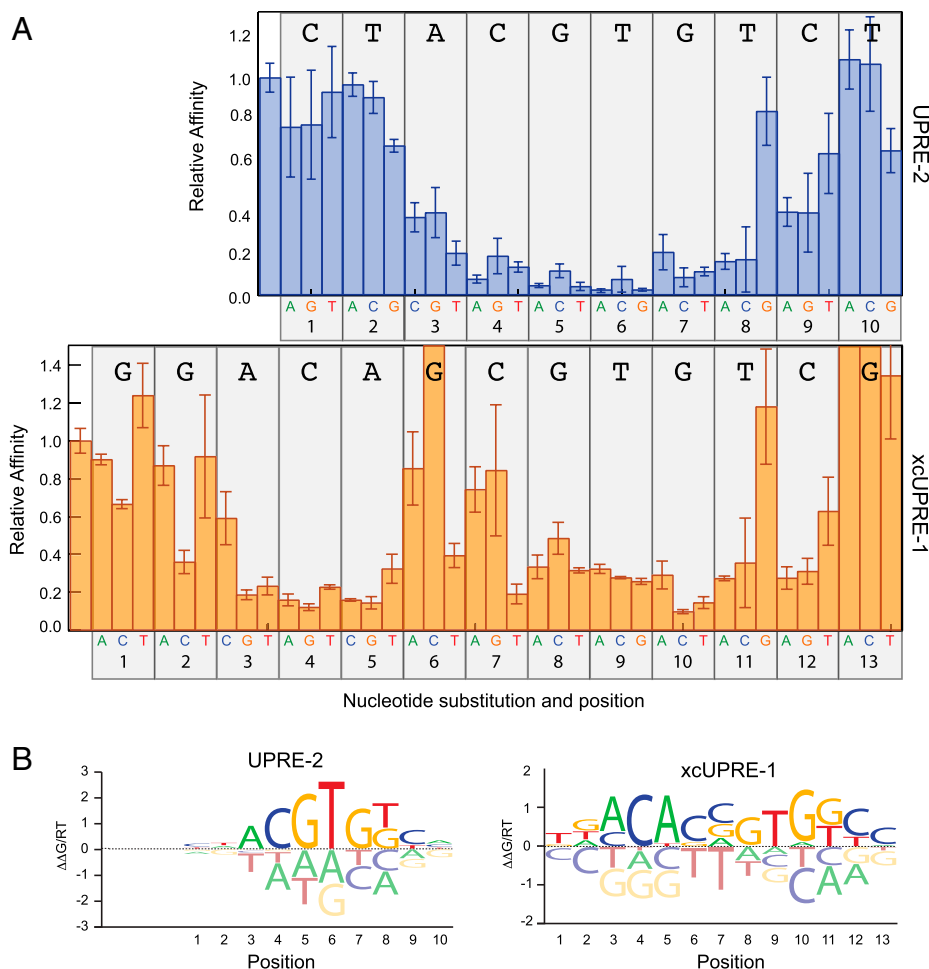 A
C T A C G T G T C T
1.2
1.0
0.8
0.6
0.4
0.2
0.0
Relative Affinity
UPRE-2
A G T A C G C G T A G T A C T A C G A C T A C G A G T A C G
1 2 3 4 5 6 7 8 9 10
G G A C A G C G T G T C G
1.4
1.2
1.0
0.8
0.6
0.4
0.2
0.0
Relative Affinity
xcUPRE-1
A C T A C T C G T A G T C G T A C T A G T A C T A C G A C T A C G A G T A C T
1 2 3 4 5 6 7 8 9 10 11 12 13
Nucleotide substitution and position
B
UPRE-2
3
2
1
0
-1
-2
-3
ΔΔG/RT
A C G T G T G C
T T A A T A G T C C A A G
1 2 3 4 5 6 7 8 9 10
Position
xcUPRE-1
2
1
0
-1
-2
ΔΔG/RT
T G T A C A C C G G T G G T C C
C C T G A G C G T T A T C G T C C A G A G
1 2 3 4 5 6 7 8 9 10 11 12 13
Position